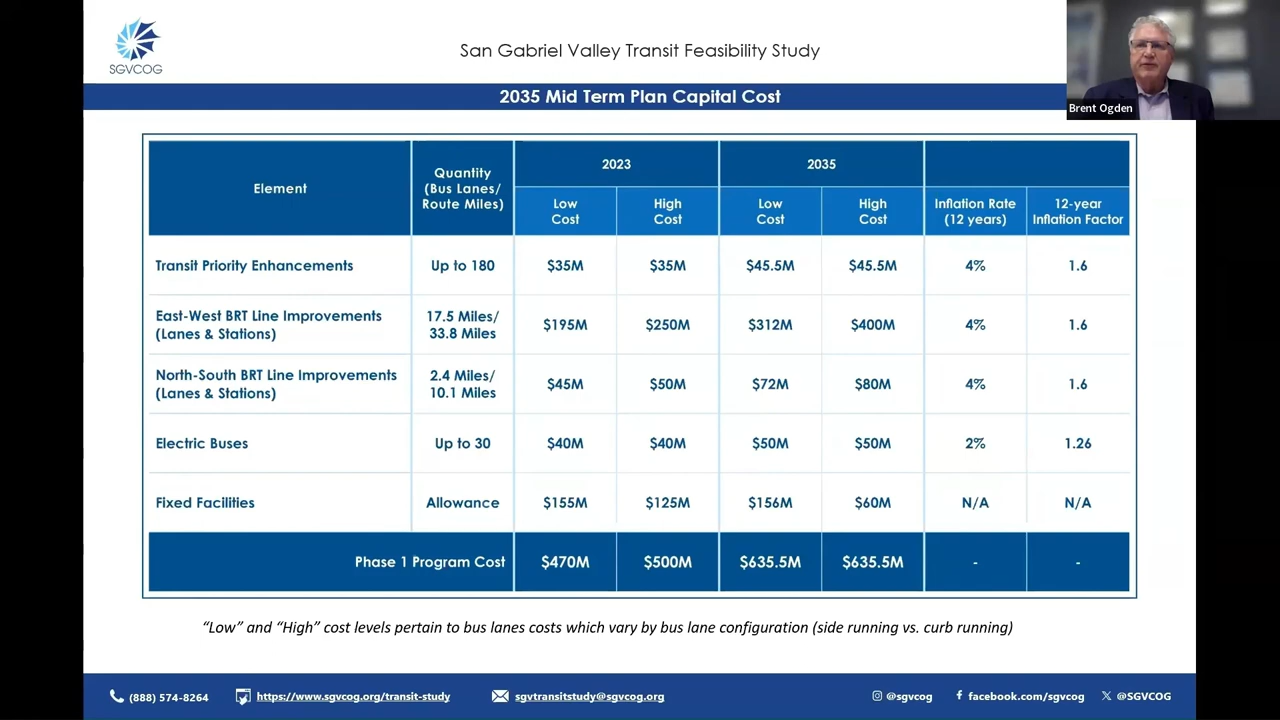 SGVCOG
San Gabriel Valley Transit Feasibility Study
Brent Ogden
2035 Mid Term Plan Capital Cost
Element
Quantity
(Bus Lanes/
Route Miles)
2023
2035
Low
Cost
High
Cost
Low
Cost
High
Cost
Inflation Rate
(12 years)
12-year
Inflation Factor
Transit Priority Enhancements Up to 180 $35M $35M $45.5M $45.5M 4% 1.6
East-West BRT Line Improvements
(Lanes & Stations)
17.5 Miles/
33.8 Miles
$195M $250M $312M $400M 4% 1.6
North-South BRT Line Improvements
(Lanes & Stations)
2.4 Miles/
10.1 Miles
$45M $50M $72M $80M 4% 1.6
Electric Buses Up to 30 $40M $40M $50M $50M 2% 1.26
Fixed Facilities Allowance $155M $125M $156M $60M N/A N/A
Phase 1 Program Cost $470M $500M $635.5M $635.5M - -
“Low” and “High” cost levels pertain to bus lanes costs which vary by bus lane configuration (side running vs. curb running)
(888) 574-8264 https://www.sgvcog.org/transit-study sgvtransitstudy@sgvcog.org @sgvcog facebook.com/sgvcog @SGVCOG